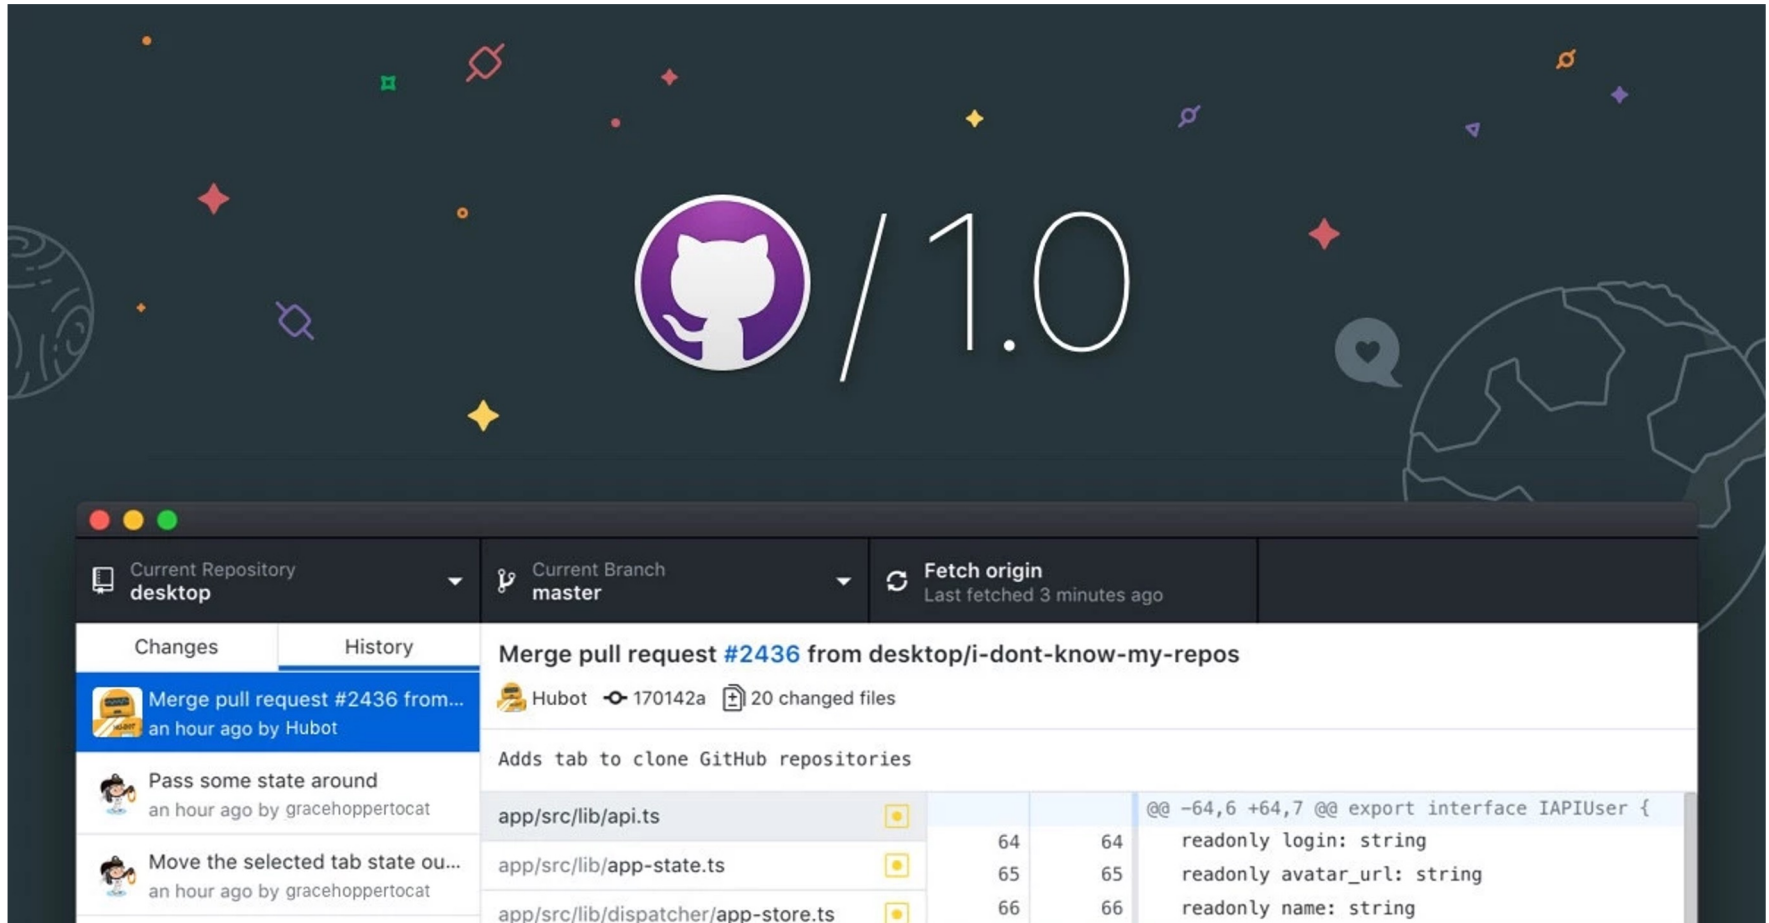 / 1.0
Current Repository
desktop
Current Branch
master
Fetch origin
Last fetched 3 minutes ago
Changes
History
Merge pull request #2436 from...
an hour ago by Hubot
Pass some state around
an hour ago by gracehoppertocat
Move the selected tab state ou...
an hour ago by gracehoppertocat
Merge pull request #2436 from desktop/i-dont-know-my-repos
Hubot 170142a 20 changed files
Adds tab to clone GitHub repositories
app/src/lib/api.ts
app/src/lib/app-state.ts
app/src/lib/dispatcher/app-store.ts
@@ -64,6 +64,7 @@ export interface IAPIUser {
64 64 readonly login: string
65 65 readonly avatar_url: string
66 66 readonly name: string